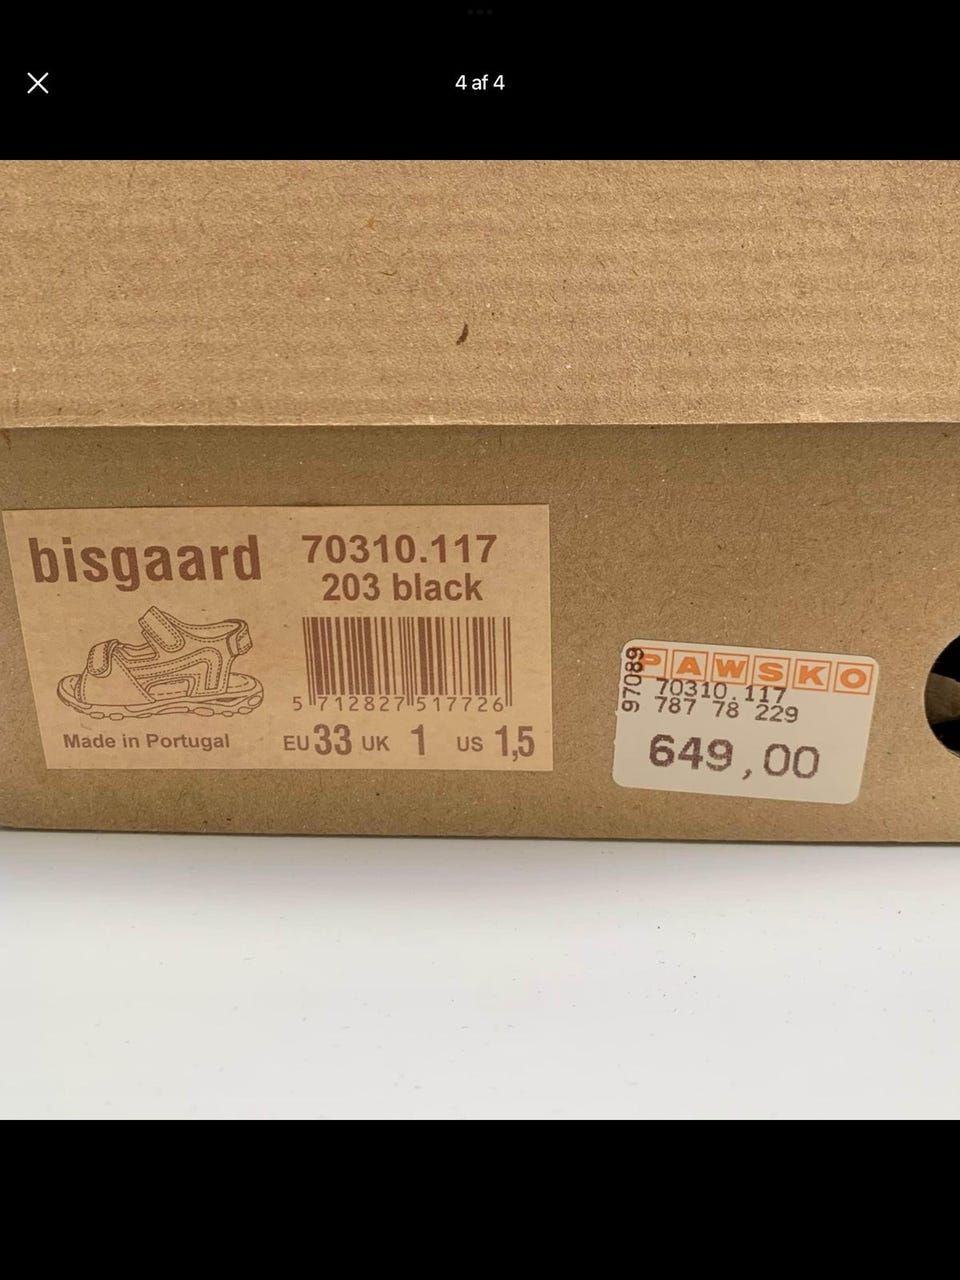 4 af 4
bisgaard
70310.117
203 black
5 712827 517726
Made in Portugal
EU 33 UK 1 US 1,5
97089
PAWSKO
70310.117
787 78 229
649,00